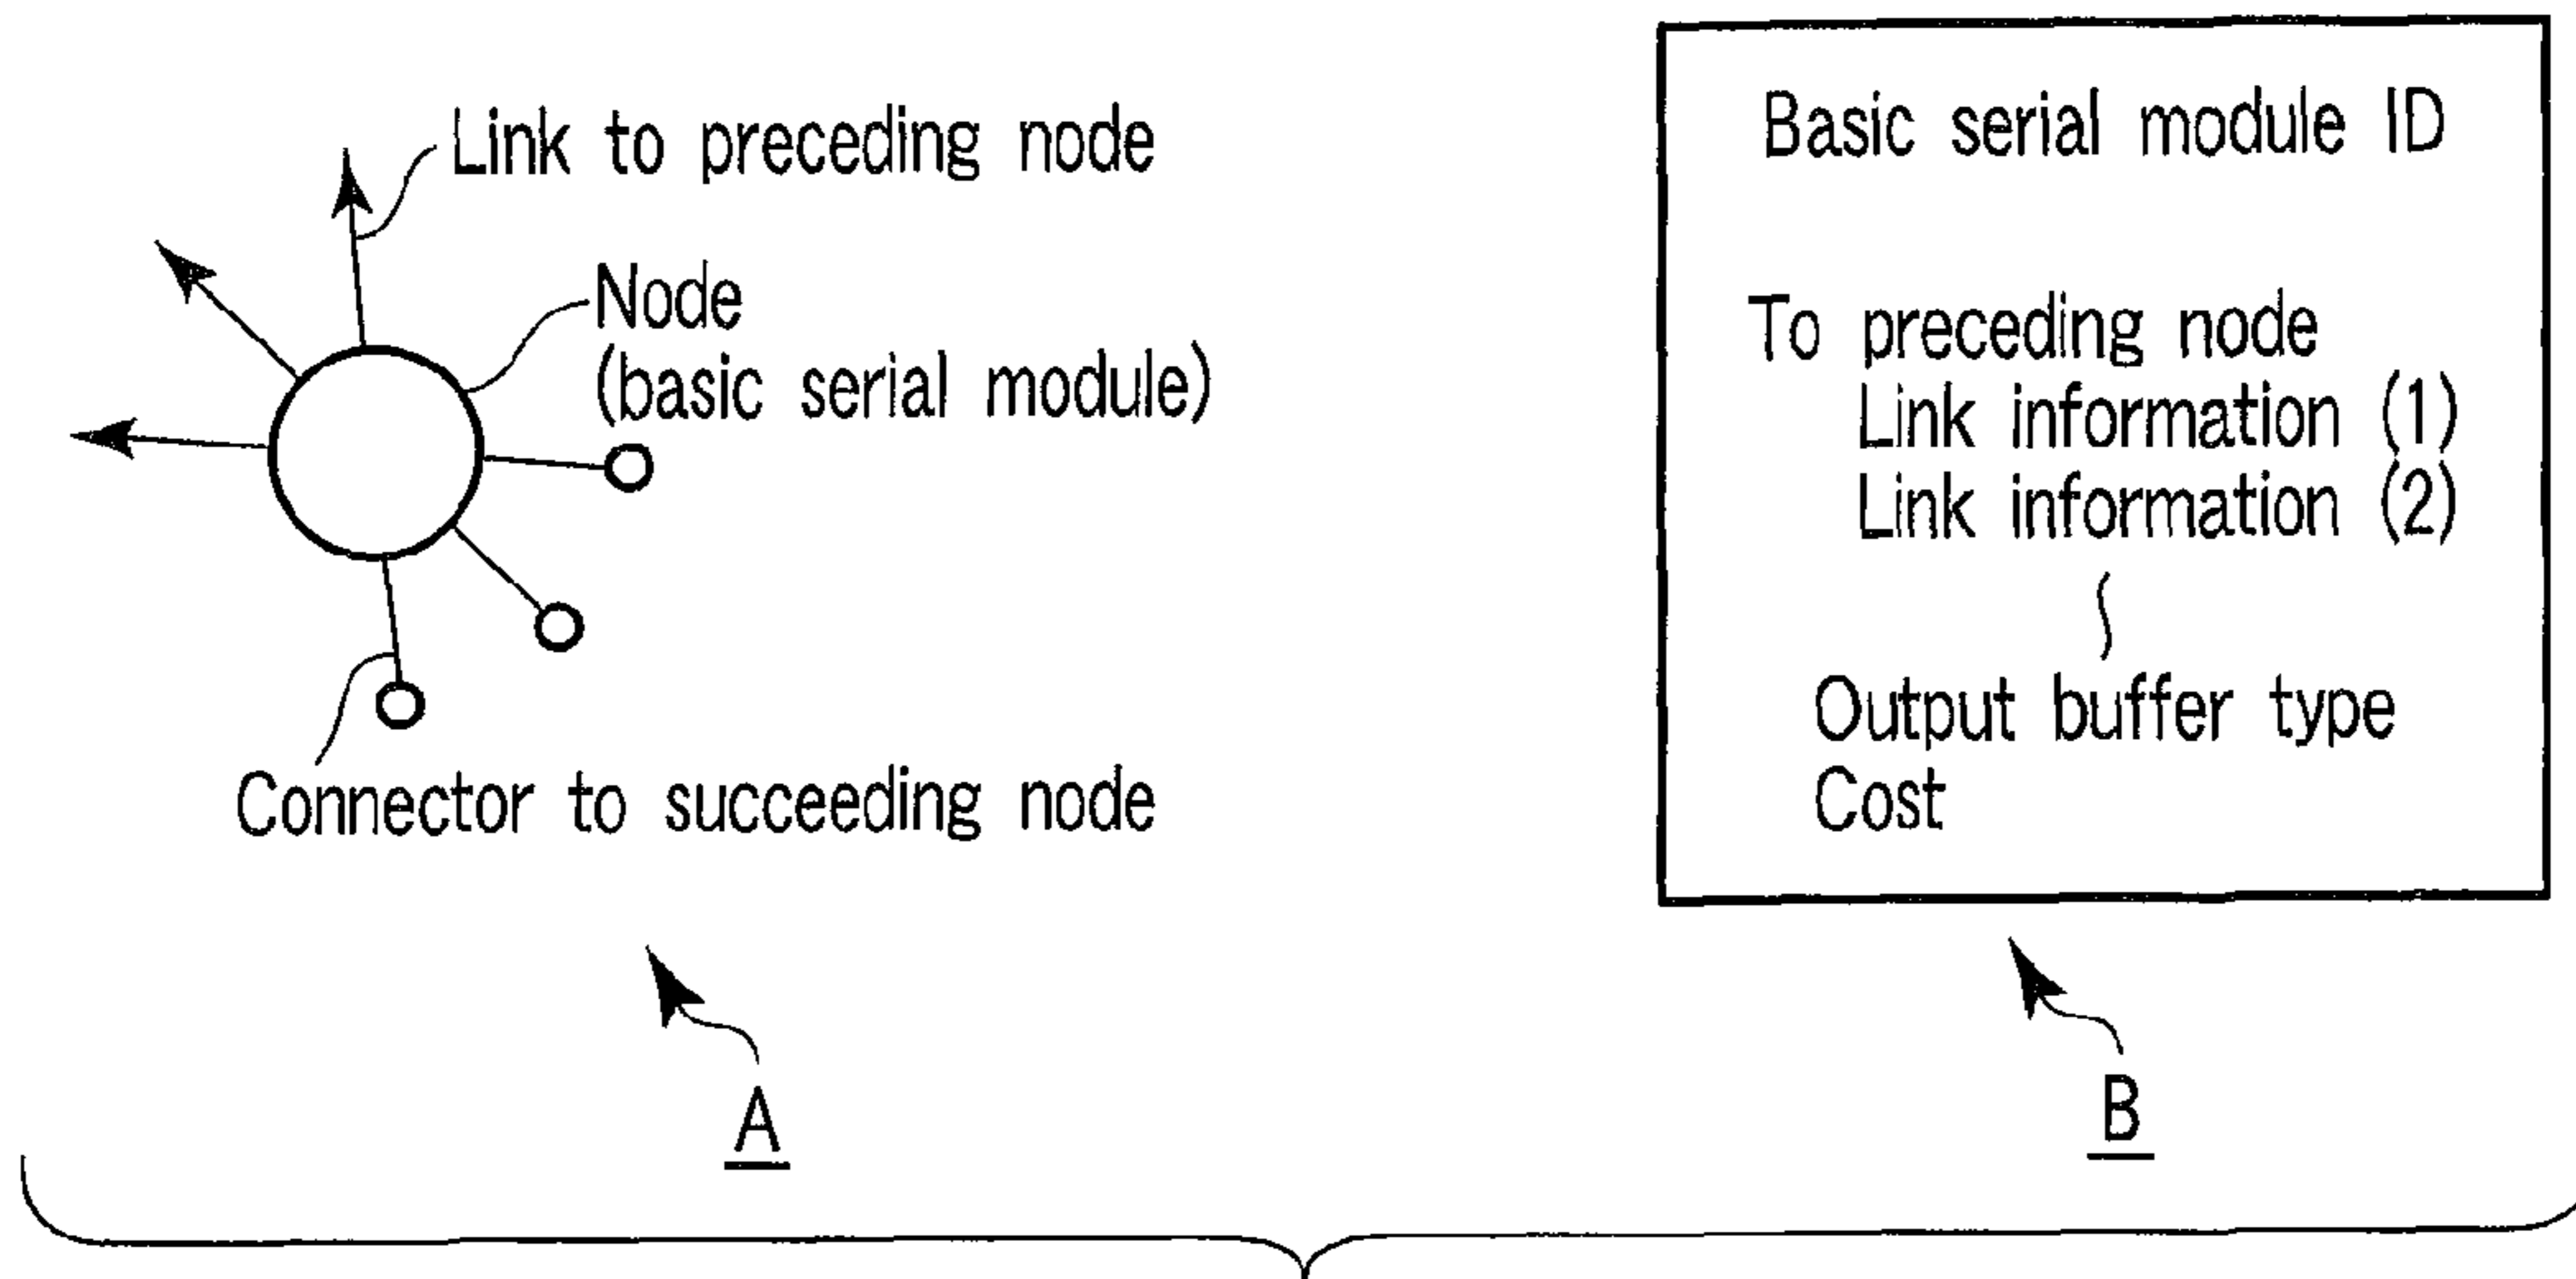 Link to preceding node
Node
(basic serial module)
Connector to succeeding node
A
Basic serial module ID
To preceding node
Link information (1)
Link information (2)
Output buffer type
Cost
B